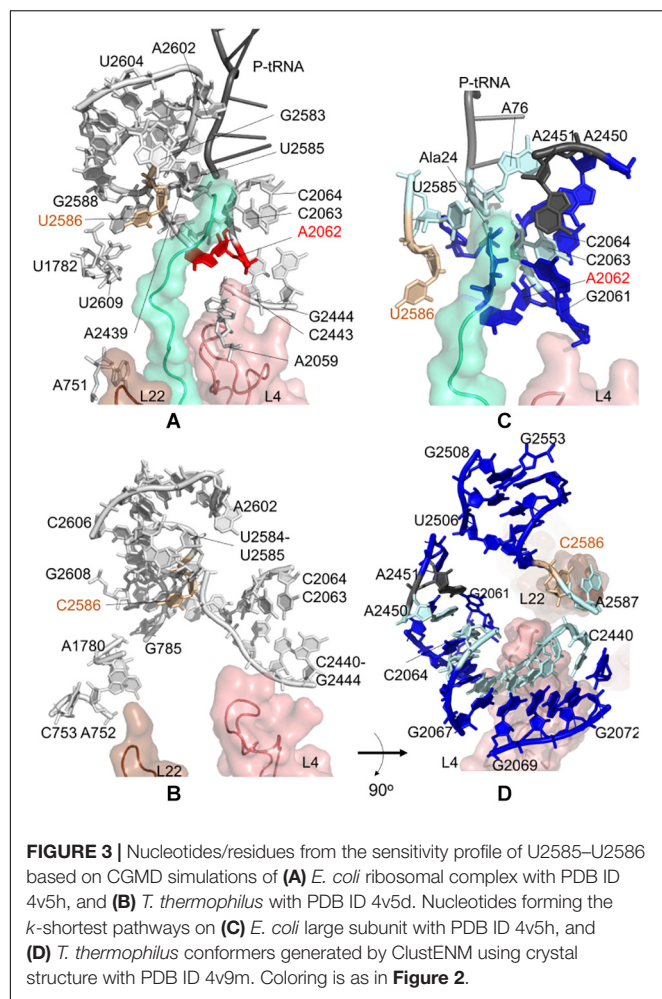 A2602
U2604
P-tRNA
G2583
U2585
G2588
U2586
C2064
C2063
A2062
U1782
U2609
G2444
C2443
A2439
A2059
A751
L22
L4
A
P-tRNA
A76
A2451 A2450
Ala24
U2585
C2064
C2063
A2062
G2061
U2586
L4
C
A2602
C2606
U2584-
U2585
G2608
C2064
C2063
C2586
A1780
G785
C2440-
G2444
C753 A752
L22
L4
B
90º
G2508
G2553
U2506
C2586
A2451
G2061
L22
A2587
A2450
C2440
C2064
G2067
G2072
L4
G2069
D
FIGURE 3 | Nucleotides/residues from the sensitivity profile of U2585–U2586
based on CGMD simulations of (A) E. coli ribosomal complex with PDB ID
4v5h, and (B) T. thermophilus with PDB ID 4v5d. Nucleotides forming the
k-shortest pathways on (C) E. coli large subunit with PDB ID 4v5h, and
(D) T. thermophilus conformers generated by ClustENM using crystal
structure with PDB ID 4v9m. Coloring is as in Figure 2.